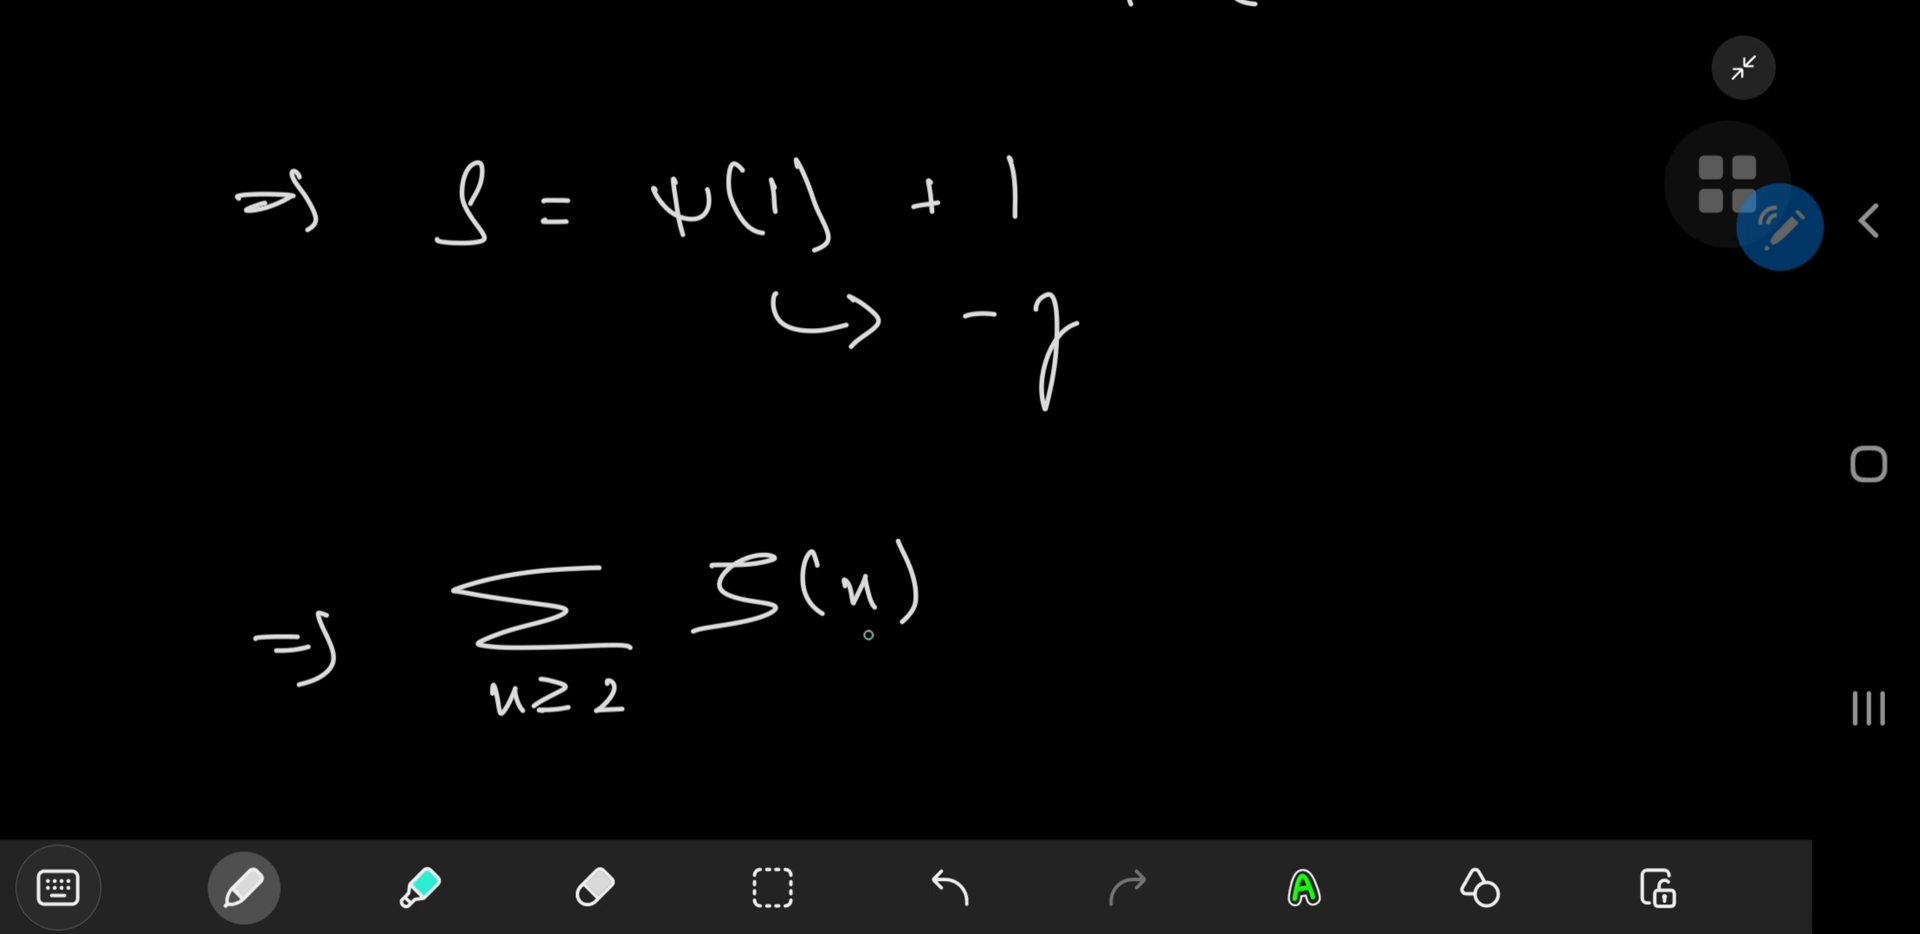 ⇒ S = ψ(1) + 1
↪ - γ
⇒ ∑ ζ(n)
n ≥ 2
A